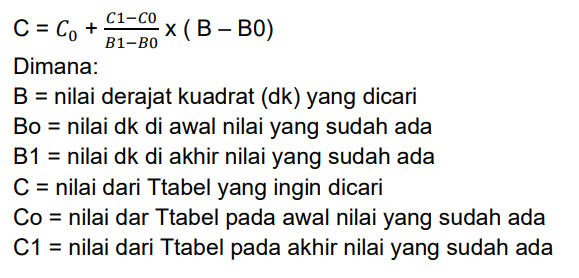 C = C₀ + \frac{C1−C0}{B1−B0} x ( B – B0)
Dimana:
B = nilai derajat kuadrat (dk) yang dicari
Bo = nilai dk di awal nilai yang sudah ada
B1 = nilai dk di akhir nilai yang sudah ada
C = nilai dari Ttabel yang ingin dicari
Co = nilai dar Ttabel pada awal nilai yang sudah ada
C1 = nilai dari Ttabel pada akhir nilai yang sudah ada